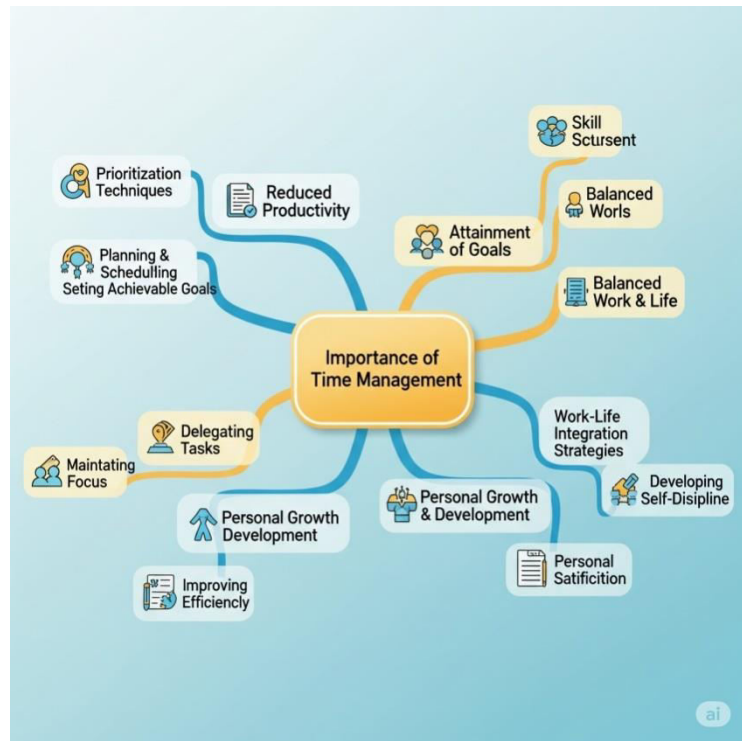 Skill
Scursent
Prioritization
Techniques
Reduced
Productivity
Balanced
Worls
Attainment
of Goals
Planning &
Schedulling
Seting Achievable Goals
Balanced
Work & Life
Importance of
Time Management
Work-Life
Integration
Strategies
Delegating
Tasks
Maintating
Focus
Developing
Self-Disipline
Personal Growth
Development
Personal Growth
& Development
Personal
Satifícition
Improving
Efficiencly
ai